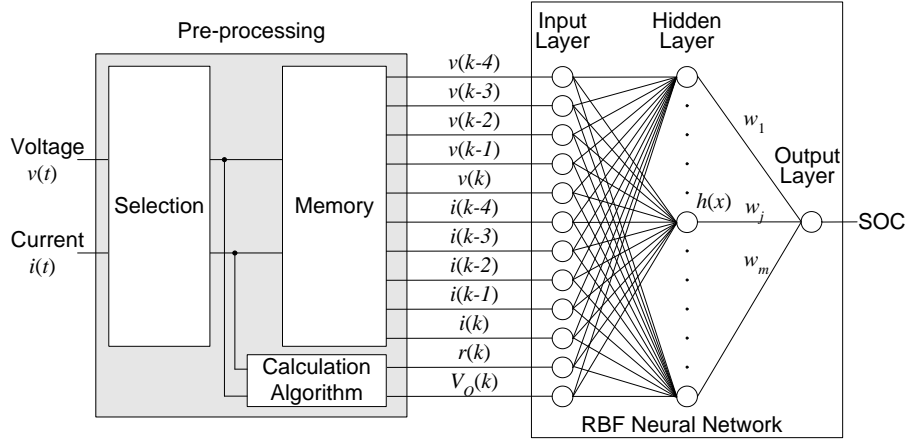 Pre-processing
Voltage
v(t)
Current
i(t)
Selection
Memory
Calculation
Algorithm
v(k-4)
v(k-3)
v(k-2)
v(k-1)
v(k)
i(k-4)
i(k-3)
i(k-2)
i(k-1)
i(k)
r(k)
V_O(k)
Input
Layer
Hidden
Layer
h(x)
w_1
w_j
w_m
Output
Layer
SOC
RBF Neural Network